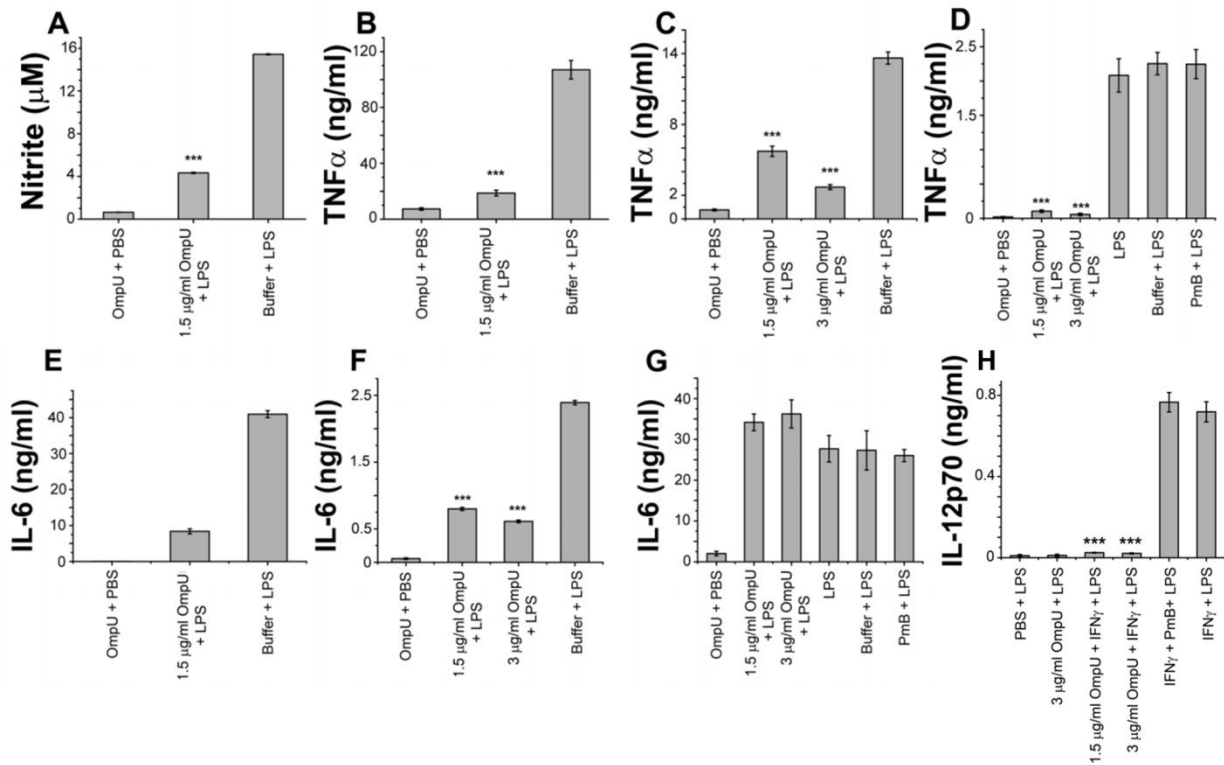 A
Nitrite (μM)
16
12
8
4
0
***
OmpU + PBS
1.5 μg/ml OmpU
+ LPS
Buffer + LPS
B
TNFα (ng/ml)
120
80
40
0
***
OmpU + PBS
1.5 μg/ml OmpU
+ LPS
Buffer + LPS
C
TNFα (ng/ml)
14
8
2
0
***
***
OmpU + PBS
1.5 μg/ml OmpU
+ LPS
3 μg/ml OmpU
+ LPS
Buffer + LPS
D
TNFα (ng/ml)
2.5
1.5
0.5
0
***
***
OmpU + PBS
1.5 μg/ml OmpU
+ LPS
3 μg/ml OmpU
+ LPS
LPS
Buffer + LPS
PmB + LPS
E
IL-6 (ng/ml)
40
30
20
10
0
OmpU + PBS
1.5 μg/ml OmpU
+ LPS
Buffer + LPS
F
IL-6 (ng/ml)
2.5
1.5
0.5
0
***
***
OmpU + PBS
1.5 μg/ml OmpU
+ LPS
3 μg/ml OmpU
+ LPS
Buffer + LPS
G
IL-6 (ng/ml)
40
30
20
10
0
OmpU + PBS
1.5 μg/ml OmpU
+ LPS
3 μg/ml OmpU
+ LPS
LPS
Buffer + LPS
PmB + LPS
H
IL-12p70 (ng/ml)
0.8
0.4
0
***
***
PBS + LPS
3 μg/ml OmpU + LPS
1.5 μg/ml OmpU + IFNγ + LPS
3 μg/ml OmpU + IFNγ + LPS
IFNγ + PmB+ LPS
IFNγ + LPS